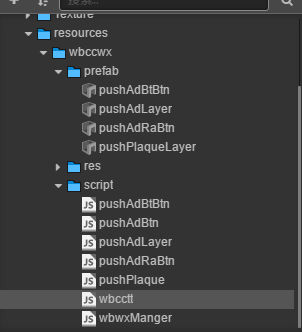 搜索...
Texture
resources
wbccwx
prefab
pushAdBtBtn
pushAdLayer
pushAdRaBtn
pushPlaqueLayer
res
script
JS pushAdBtBtn
JS pushAdBtn
JS pushAdLayer
JS pushAdRaBtn
JS pushPlaque
JS wbcctt
JS wbwxManger